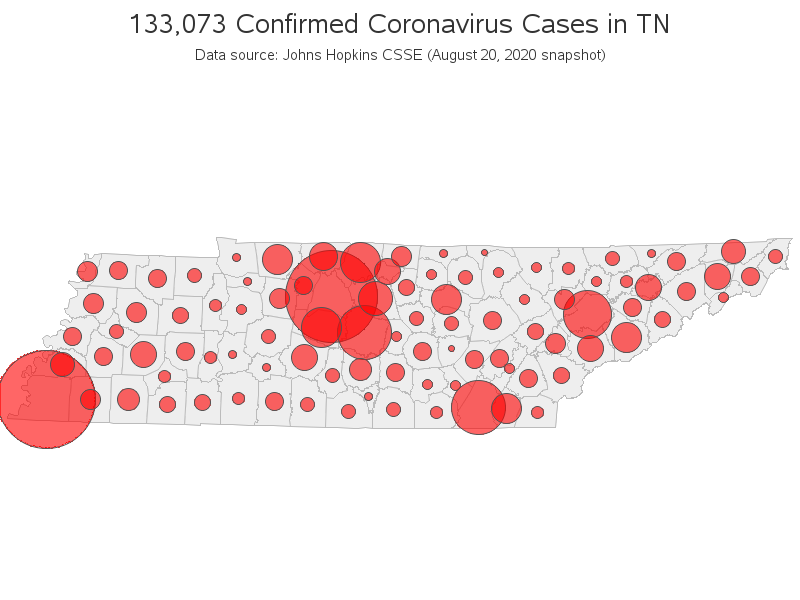 133,073 Confirmed Coronavirus Cases in TN
Data source: Johns Hopkins CSSE (August 20, 2020 snapshot)